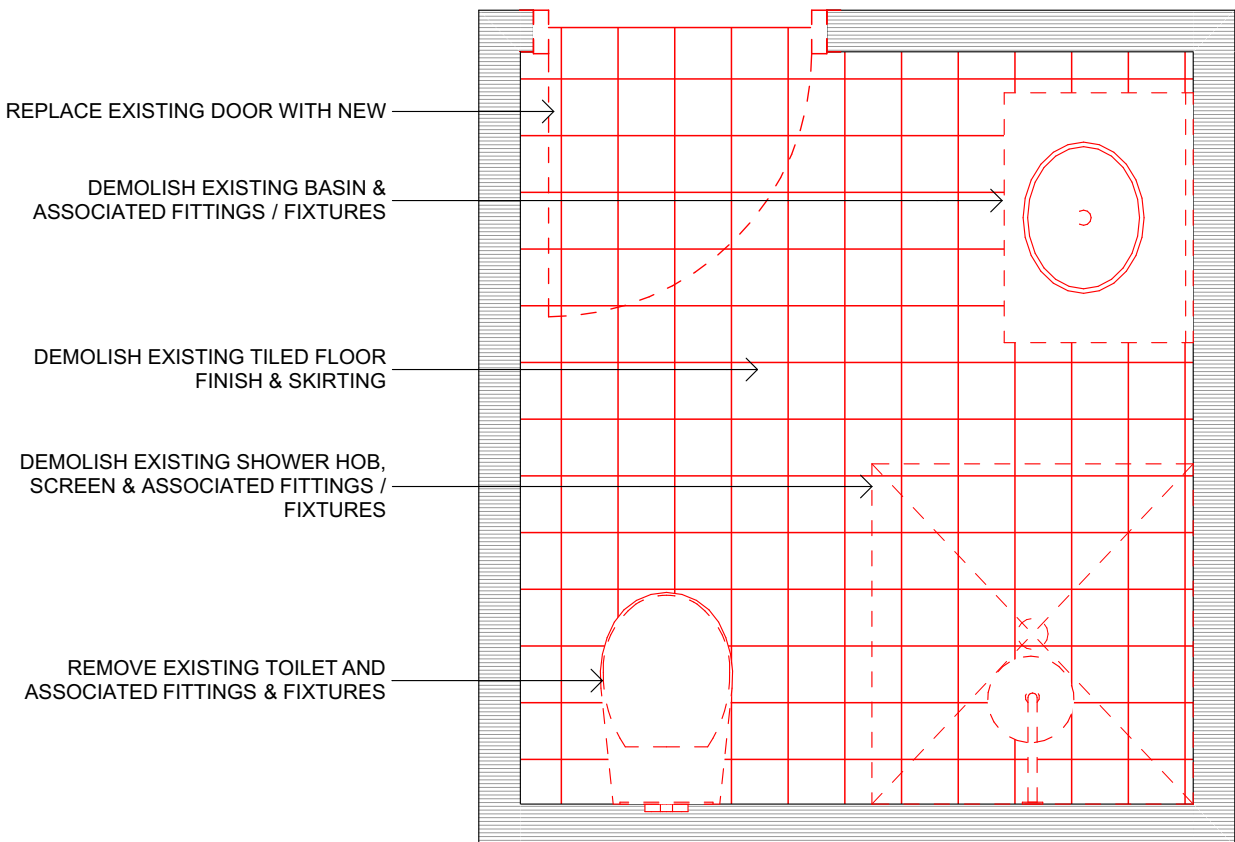 REPLACE EXISTING DOOR WITH NEW
DEMOLISH EXISTING BASIN &
ASSOCIATED FITTINGS / FIXTURES
DEMOLISH EXISTING TILED FLOOR
FINISH & SKIRTING
DEMOLISH EXISTING SHOWER HOB,
SCREEN & ASSOCIATED FITTINGS /
FIXTURES
REMOVE EXISTING TOILET AND
ASSOCIATED FITTINGS & FIXTURES